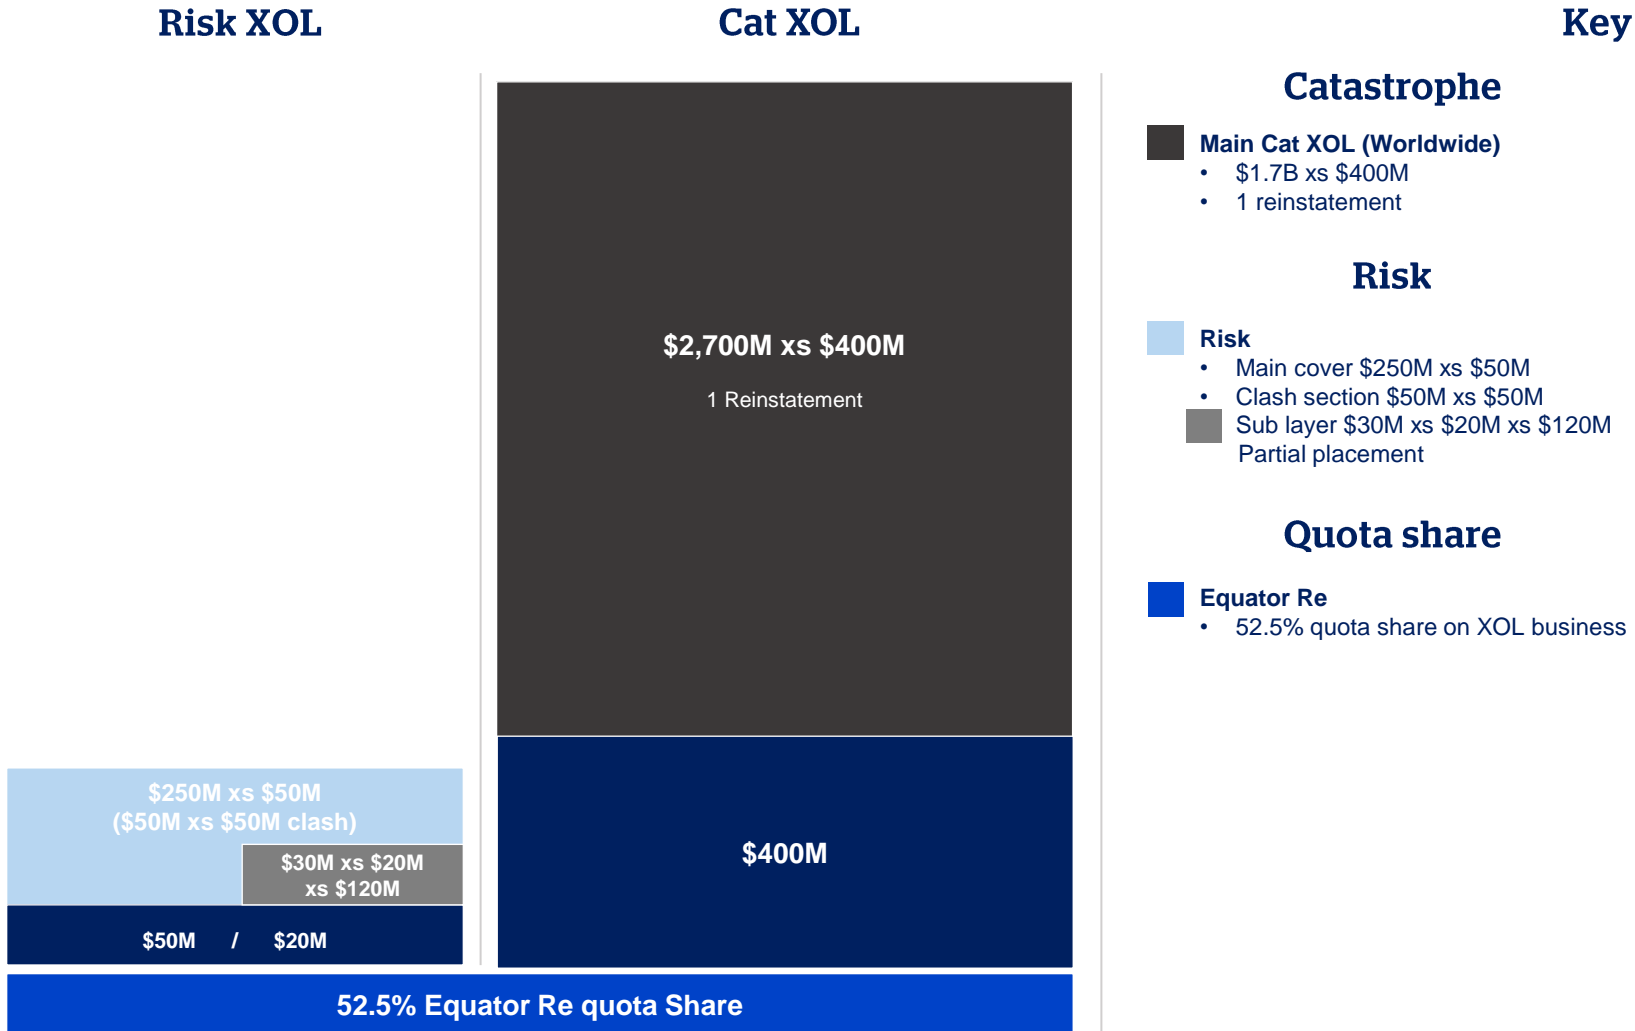 Risk XOL
$250M xs $50M
($50M xs $50M clash)
$30M xs $20M
xs $120M
$50M / $20M
Cat XOL
$2,700M xs $400M
1 Reinstatement
$400M
52.5% Equator Re quota Share
Key
Catastrophe
Main Cat XOL (Worldwide)
• $1.7B xs $400M
• 1 reinstatement
Risk
Risk
• Main cover $250M xs $50M
• Clash section $50M xs $50M
Sub layer $30M xs $20M xs $120M
Partial placement
Quota share
Equator Re
• 52.5% quota share on XOL business